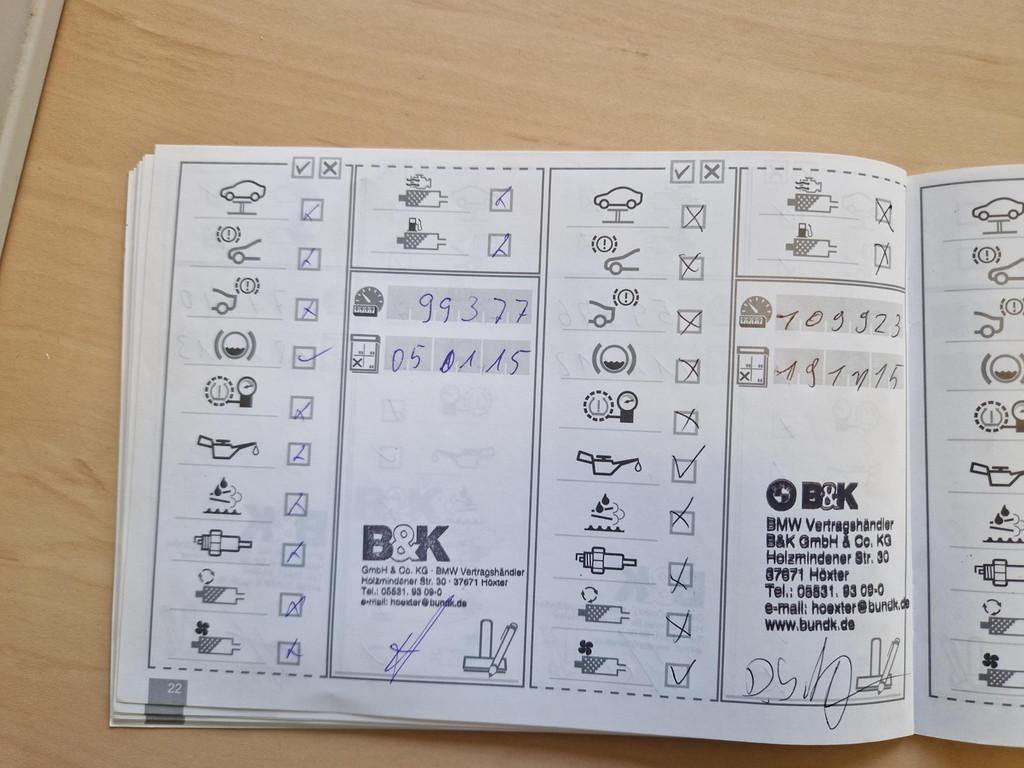 99377
05 01 15
B&K
GmbH & Co. KG · BMW Vertragshändler
Holzmindener Str. 30 · 37671 Höxter
Tel.: 05531. 93 09-0
e-mail: hoexter@bundk.de
22
109923
19 11 15
B&K
BMW Vertragshändler
B&K GmbH & Co. KG
Holzmindener Str. 30
37671 Höxter
Tel.: 05531. 93 09-0
e-mail: hoexter@bundk.de
www.bundk.de